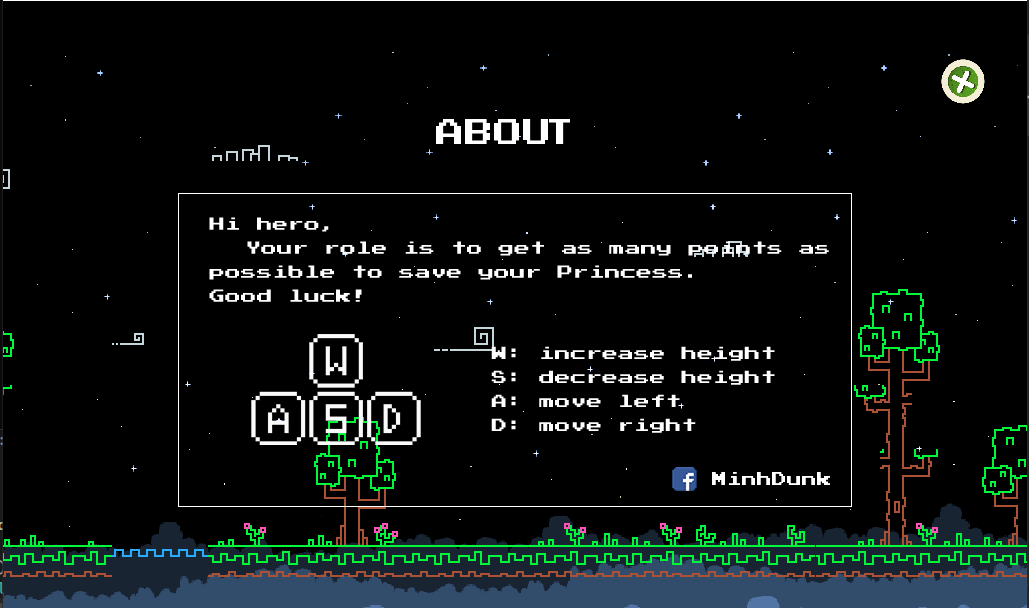 ABOUT
Hi hero,
Your role is to get as many points as
possible to save your Princess.
Good luck!
W
A S D
W: increase height
S: decrease height
A: move left
D: move right
f MinhDunk